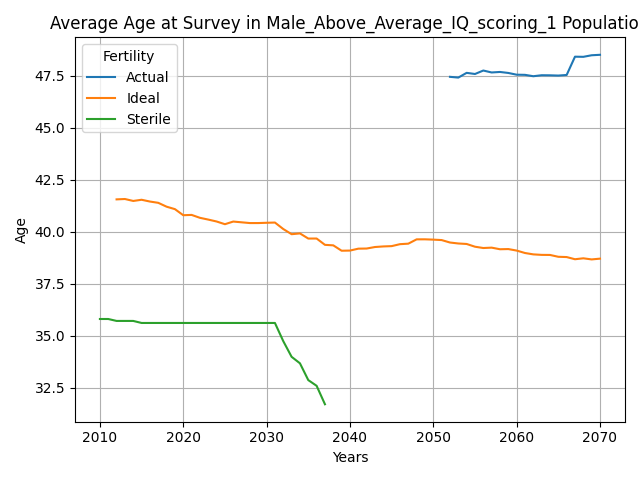 Average Age at Survey in Male_Above_Average_IQ_scoring_1 Populatio
Fertility
Actual
Ideal
Sterile
47.5
45.0
42.5
40.0
37.5
35.0
32.5
Age
2010 2020 2030 2040 2050 2060 2070
Years